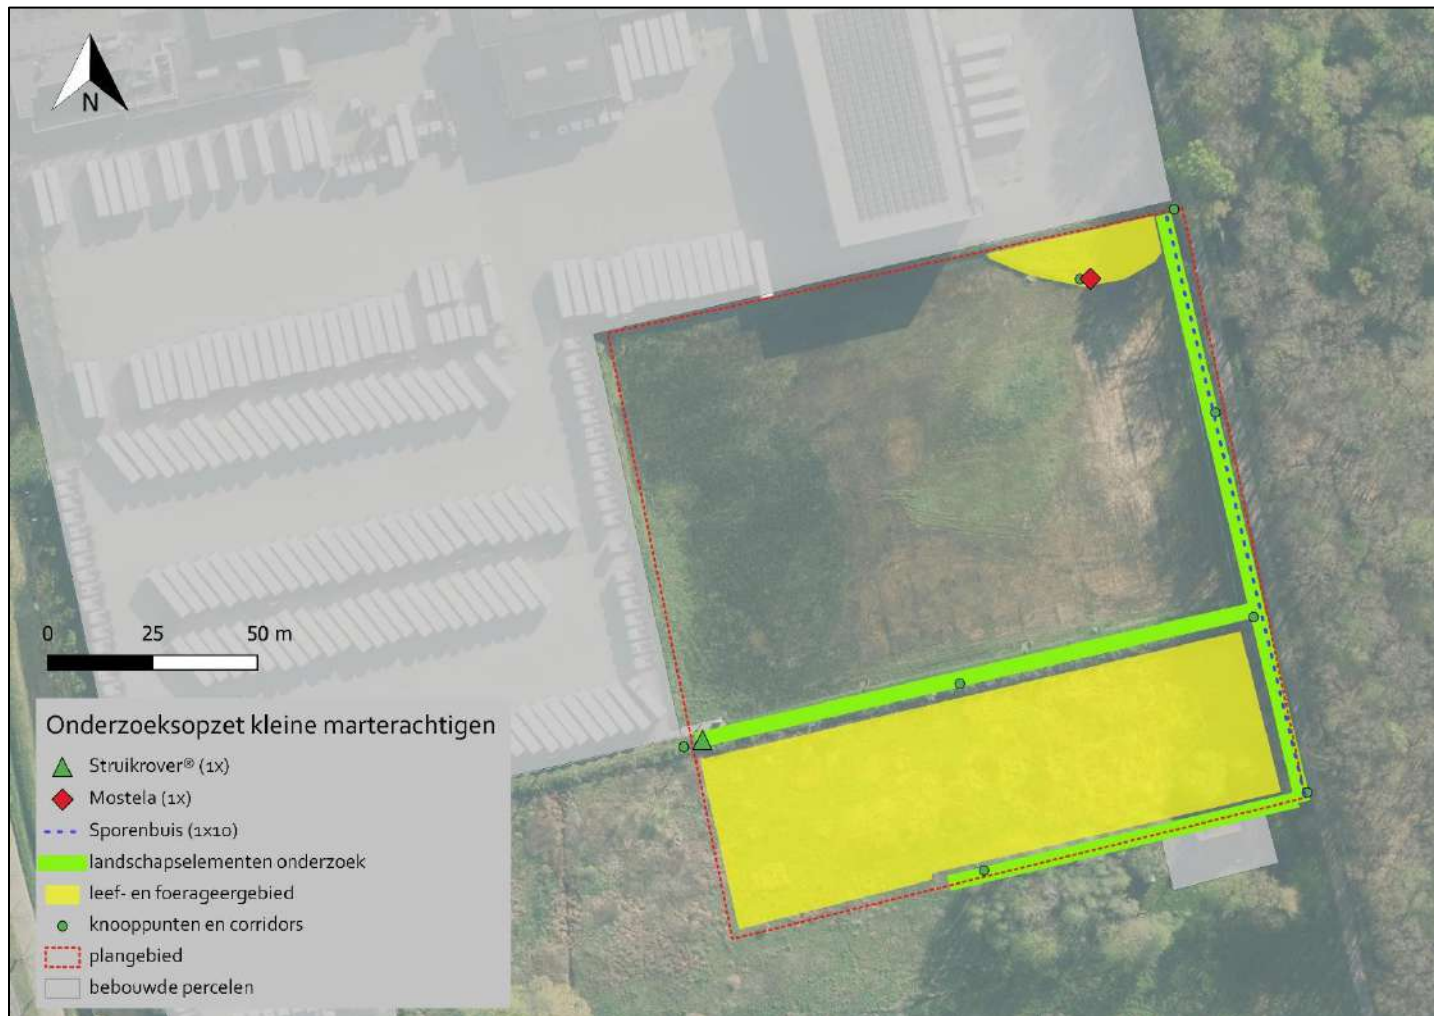 N
0 25 50 m
Onderzoeksopzet kleine marterachtigen
Struikrover® (1x)
Mostela (1x)
Sporenbuis (1x10)
landschapselementen onderzoek
leef- en foerageergebied
knooppunten en corridors
plangebied
bebouwde percelen